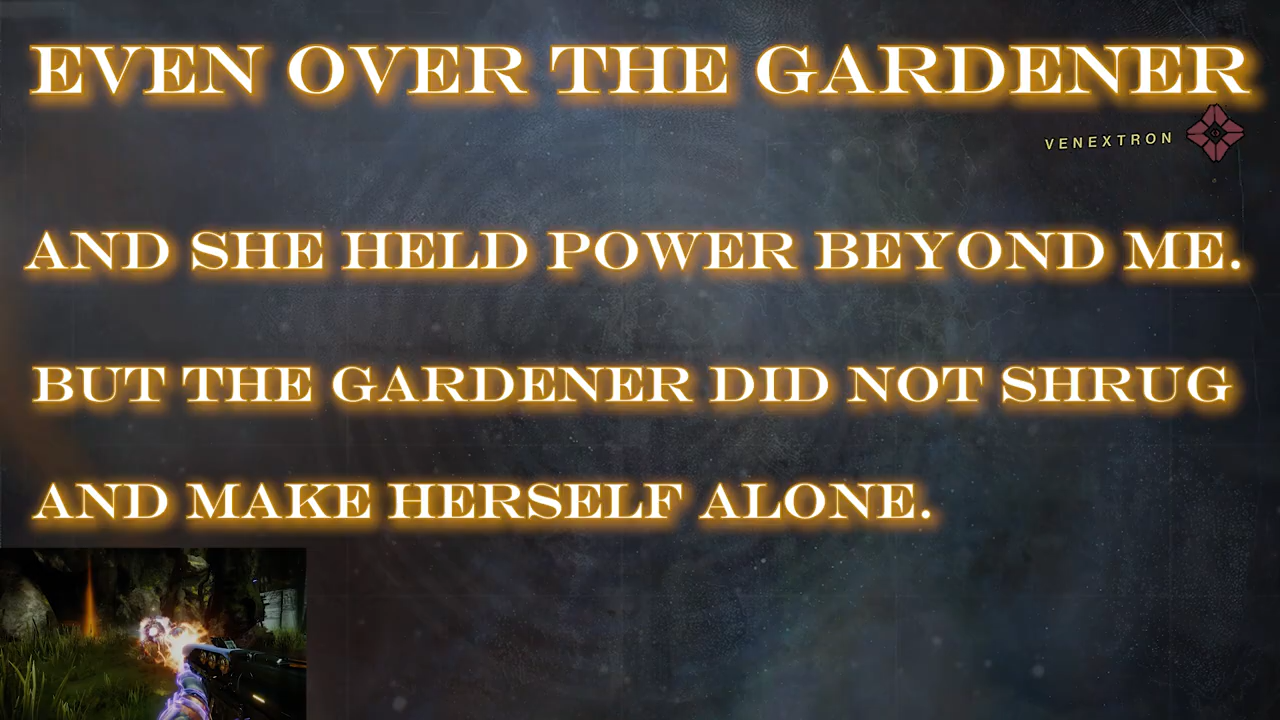 EVEN OVER THE GARDENER
VENEXTRON
AND SHE HELD POWER BEYOND ME.
BUT THE GARDENER DID NOT SHRUG
AND MAKE HERSELF ALONE.